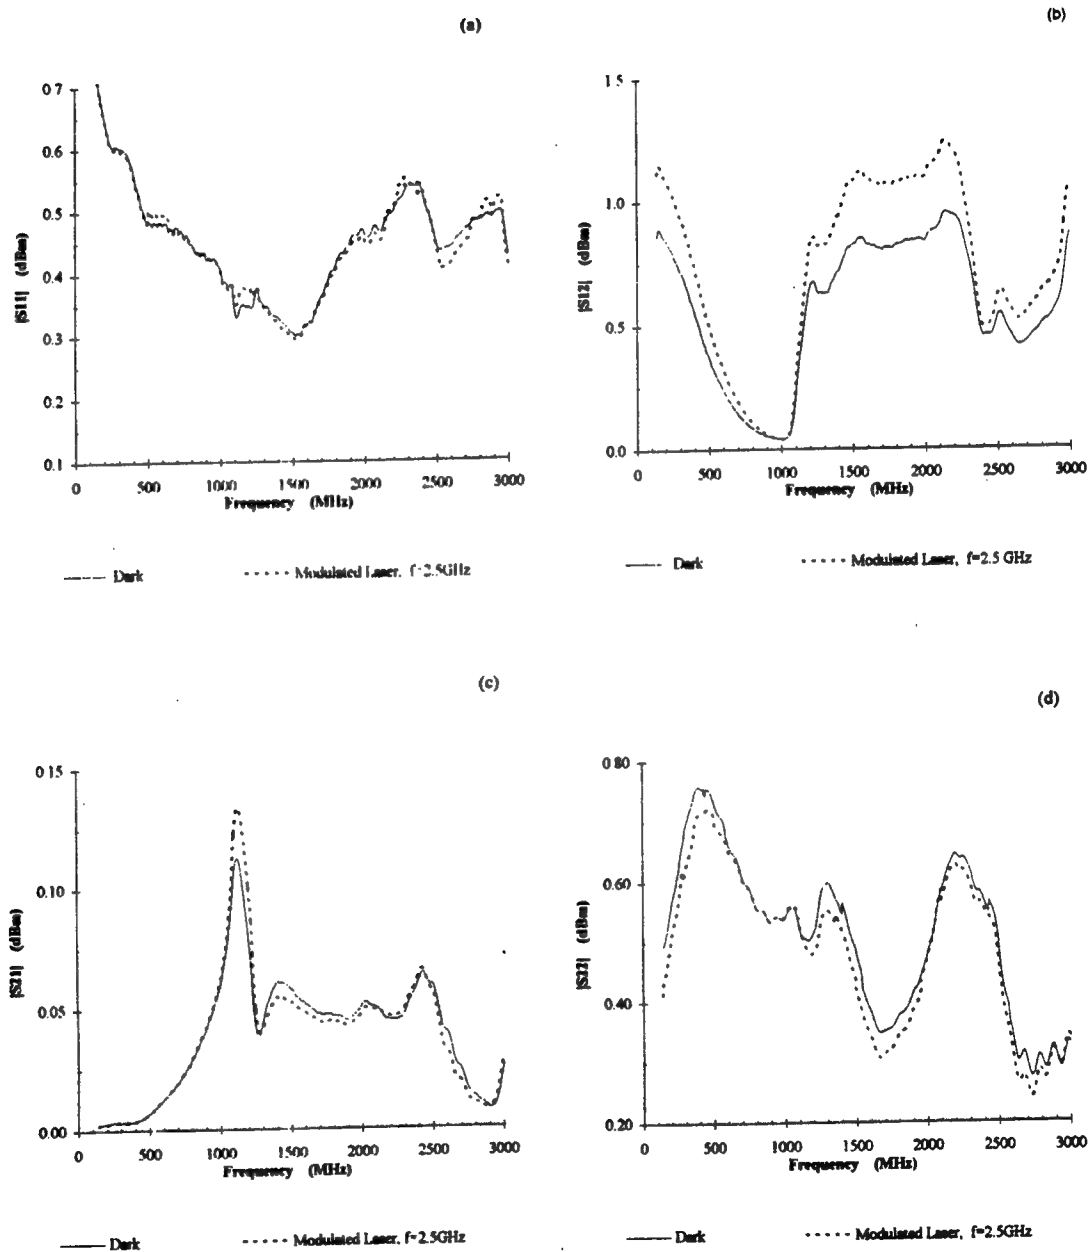 (a)
(b)
0.7
0.6
0.5
0.4
0.3
0.2
0.1
|S11| (dBm)
0 500 1000 1500 2000 2500 3000
Frequency (MHz)
Dark Modulated Laser, f=2.5GHz
1.5
1.0
0.5
0.0
|S12| (dBm)
0 500 1000 1500 2000 2500 3000
Frequency (MHz)
Dark Modulated Laser, f=2.5 GHz
(c)
(d)
0.15
0.10
0.05
0.00
|S21| (dBm)
0 500 1000 1500 2000 2500 3000
Frequency (MHz)
Dark Modulated Laser, f=2.5GHz
0.80
0.60
0.40
0.20
|S22| (dBm)
0 500 1000 1500 2000 2500 3000
Frequency (MHz)
Dark Modulated Laser, f=2.5GHz